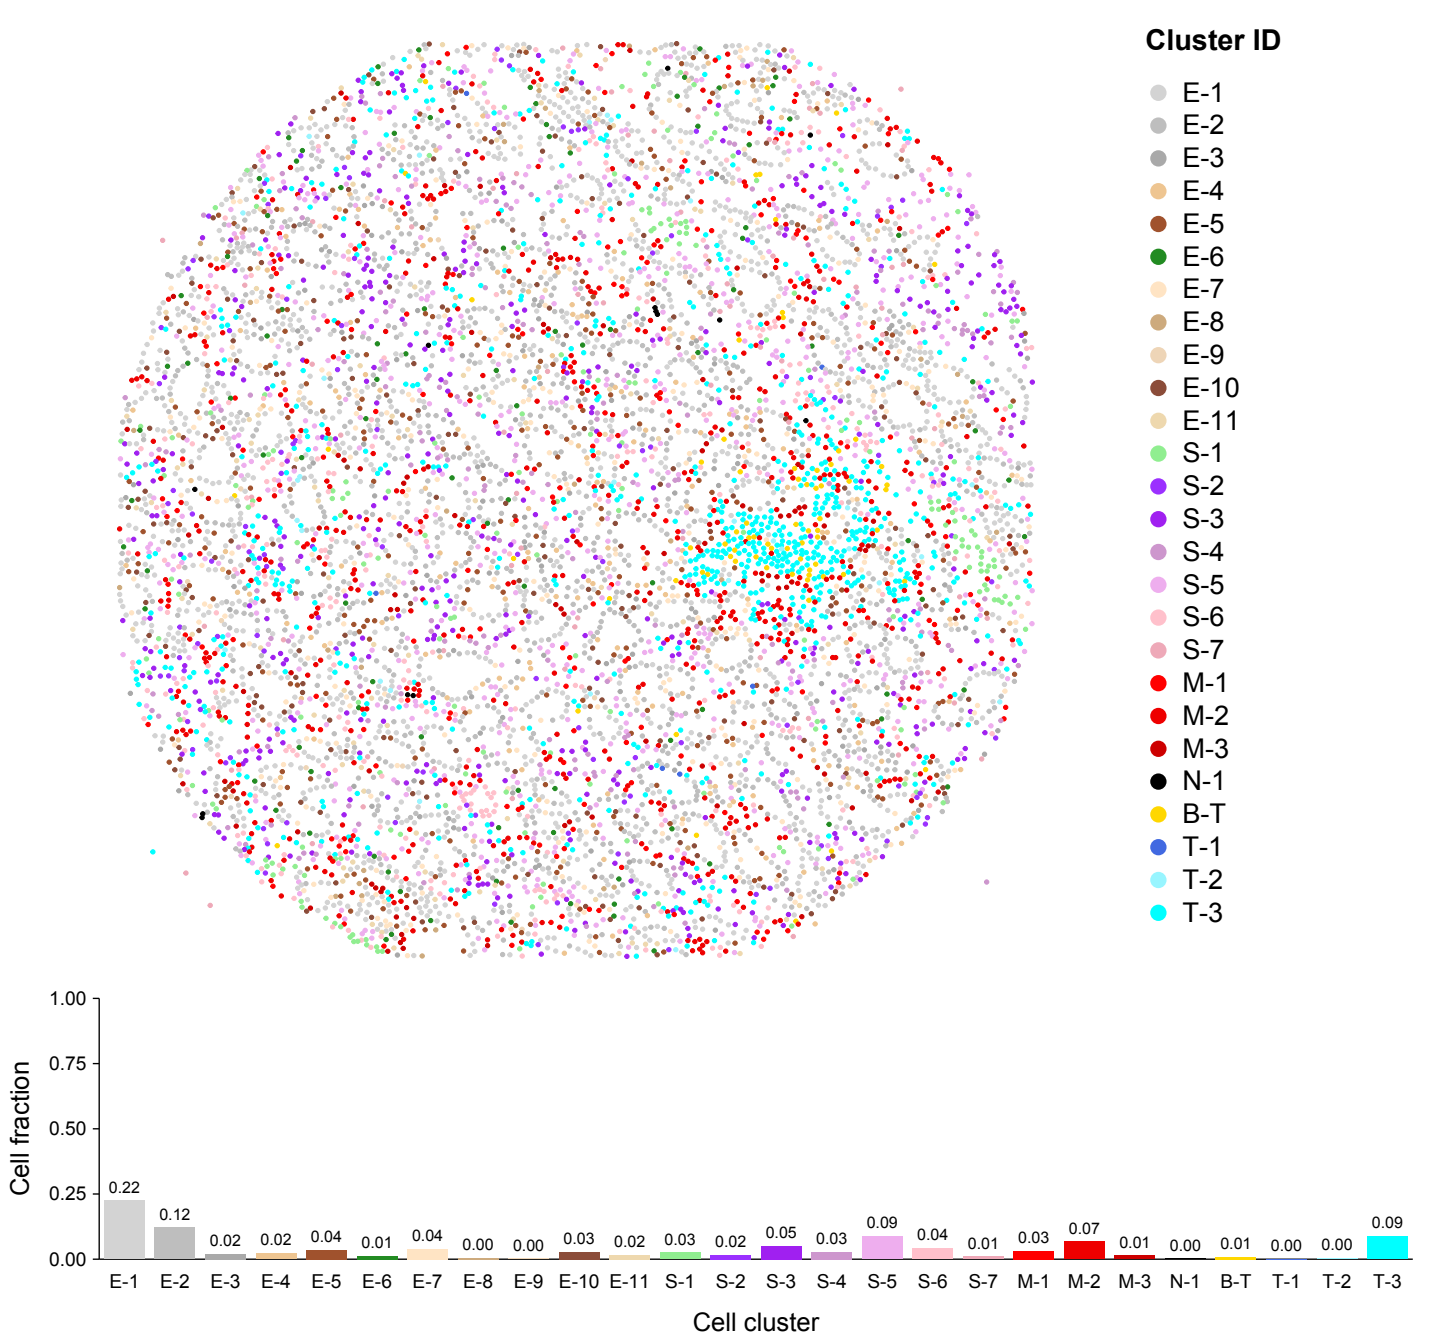 Cluster ID
E-1
E-2
E-3
E-4
E-5
E-6
E-7
E-8
E-9
E-10
E-11
S-1
S-2
S-3
S-4
S-5
S-6
S-7
M-1
M-2
M-3
N-1
B-T
T-1
T-2
T-3
1.00
0.75
0.50
0.25
0.00
Cell fraction
0.22 0.12 0.02 0.02 0.04 0.01 0.04 0.00 0.00 0.03 0.02 0.03 0.02 0.05 0.03 0.09 0.04 0.01 0.03 0.07 0.01 0.00 0.01 0.00 0.00 0.09
E-1 E-2 E-3 E-4 E-5 E-6 E-7 E-8 E-9 E-10 E-11 S-1 S-2 S-3 S-4 S-5 S-6 S-7 M-1 M-2 M-3 N-1 B-T T-1 T-2 T-3
Cell cluster